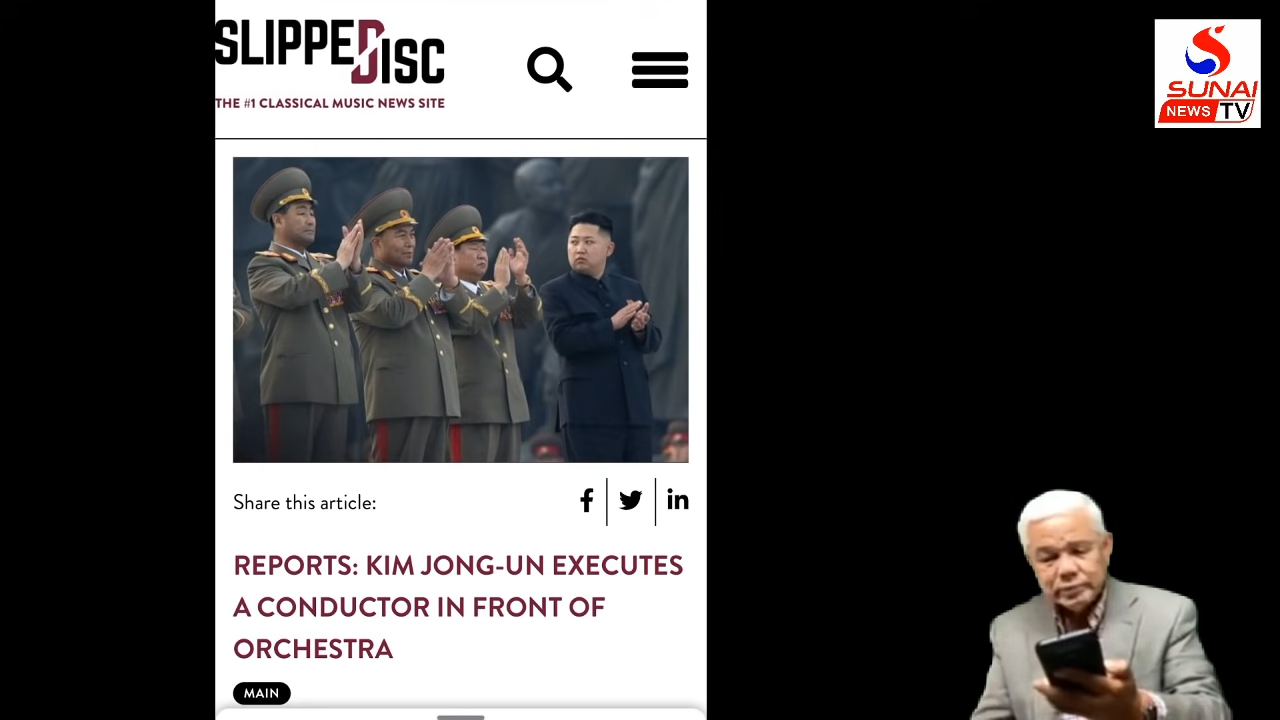 SLIPPEDISC
THE #1 CLASSICAL MUSIC NEWS SITE
SUNAI
NEWS TV
Share this article:
REPORTS: KIM JONG-UN EXECUTES
A CONDUCTOR IN FRONT OF
ORCHESTRA
MAIN